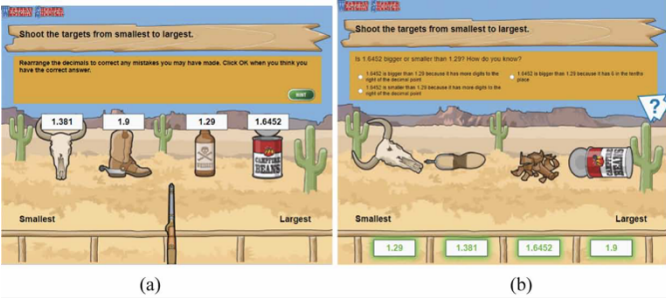 Shoot the targets from smallest to largest.
Rearrange the decimals to correct any mistakes you may have made. Click OK when you think you
have the correct answer.
HINT
1.381
1.9
1.29
1.6452
CAMPFIRE
BEANS
Smallest
Largest
(a)
Shoot the targets from smallest to largest.
Is 1.6452 bigger or smaller than 1.29? How do you know?
1.6452 is bigger than 1.29 because it has more digits to the
right of the decimal point
1.6452 is bigger than 1.29 because it has 6 in the tenths
place
1.6452 is smaller than 1.29 because it has more digits to the
right of the decimal point
?
BEANS
Smallest
Largest
1.29
1.381
1.6452
1.9
(b)